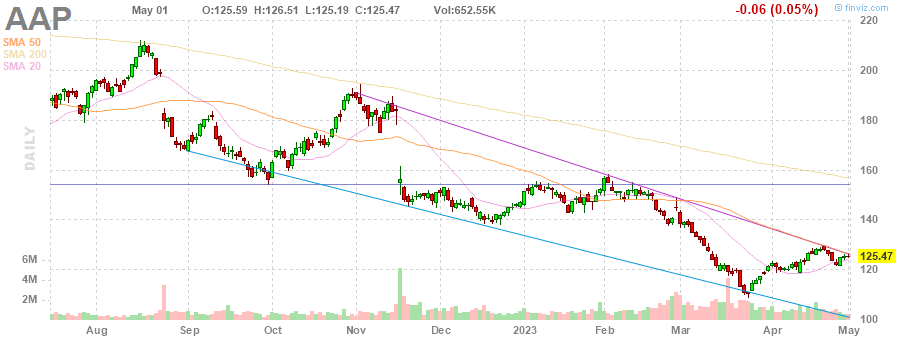 AAP May 01 O:125.59 H:126.51 L:125.19 C:125.47 Vol:652.55K -0.06 (0.05%) © finviz.com
SMA 50
SMA 200
SMA 20
DAILY
220
200
180
160
140
125.47
120
100
6M
4M
2M
Aug Sep Oct Nov Dec 2023 Feb Mar Apr May